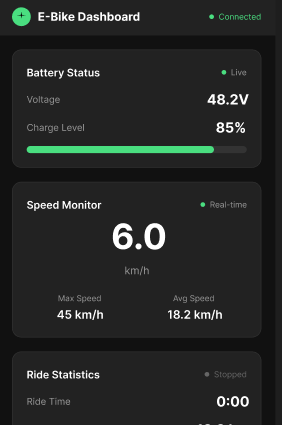 E-Bike Dashboard
Connected
Battery Status
Live
Voltage
48.2V
Charge Level
85%
Speed Monitor
Real-time
6.0
km/h
Max Speed
Avg Speed
45 km/h
18.2 km/h
Ride Statistics
Stopped
Ride Time
0:00